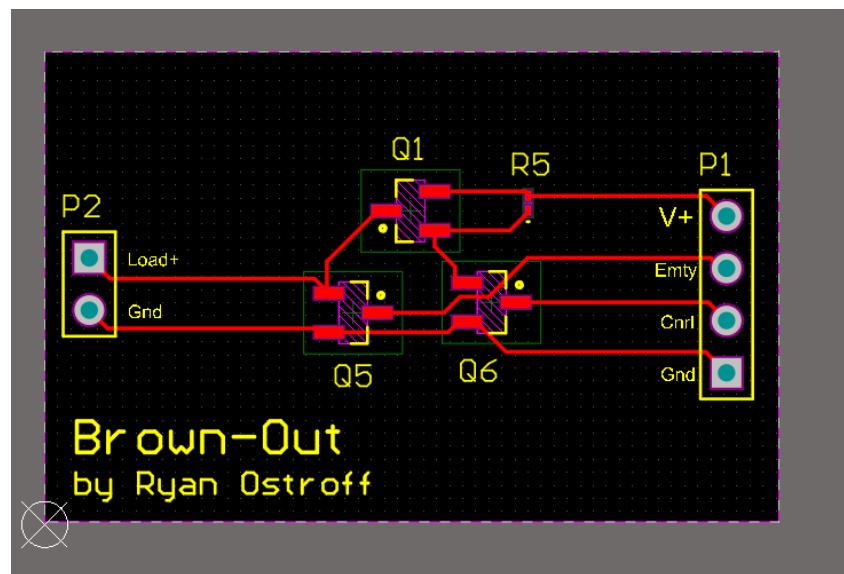 Q1
R5
P1
P2
V+
Load+
Emty
Gnd
Cnrl
Q5
Q6
Gnd
Brown-Out
by Ryan Ostroff